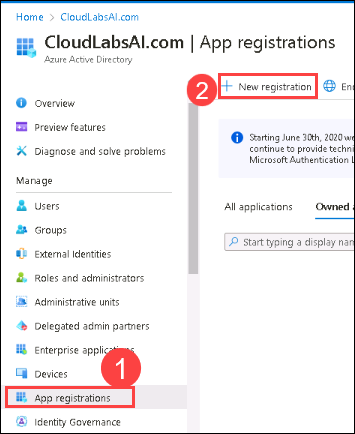 Home > CloudLabsAI.com
CloudLabsAI.com | App registrations
Azure Active Directory
Overview
Preview features
Diagnose and solve problems
Manage
Users
Groups
External Identities
Roles and administrators
Administrative units
Delegated admin partners
Enterprise applic
Devices
1
App registrations
Identity Governance
2
+ New registration
En
Starting June 30th, 2020 we
continue to provide techni
Microsoft Authentication L
All applications
Owned a
Start typing a display nam